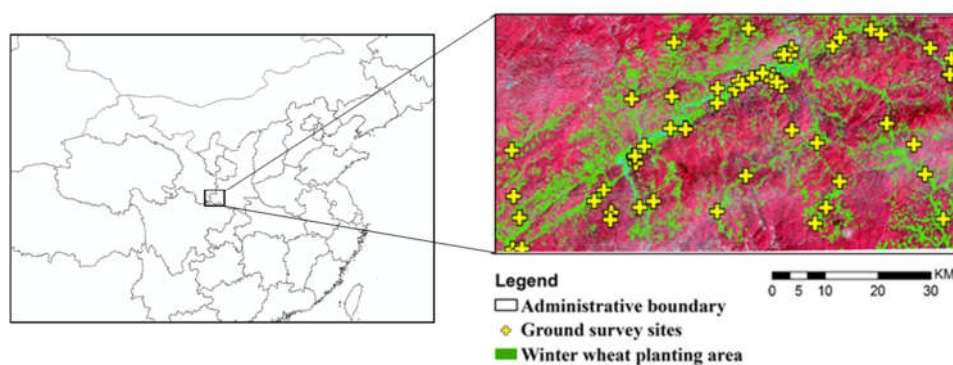 Legend
Administrative boundary
Ground survey sites
Winter wheat planting area
KM
0 5 10 20 30